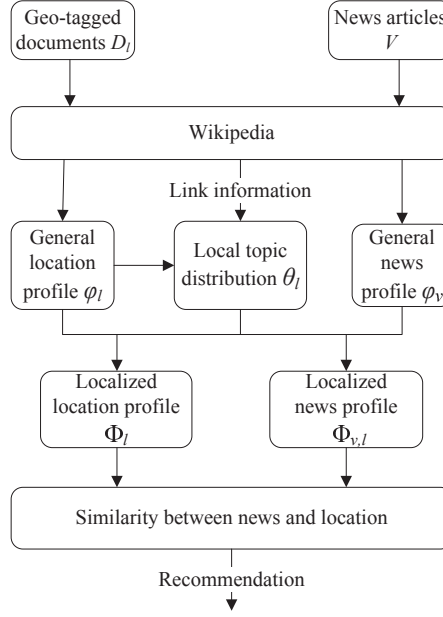 Geo-tagged
documents D_l
News articles
V
Wikipedia
Link information
General
location
profile φ_l
Local topic
distribution θ_l
General
news
profile φ_v
Localized
location profile
Φ_l
Localized
news profile
Φ_v,l
Similarity between news and location
Recommendation